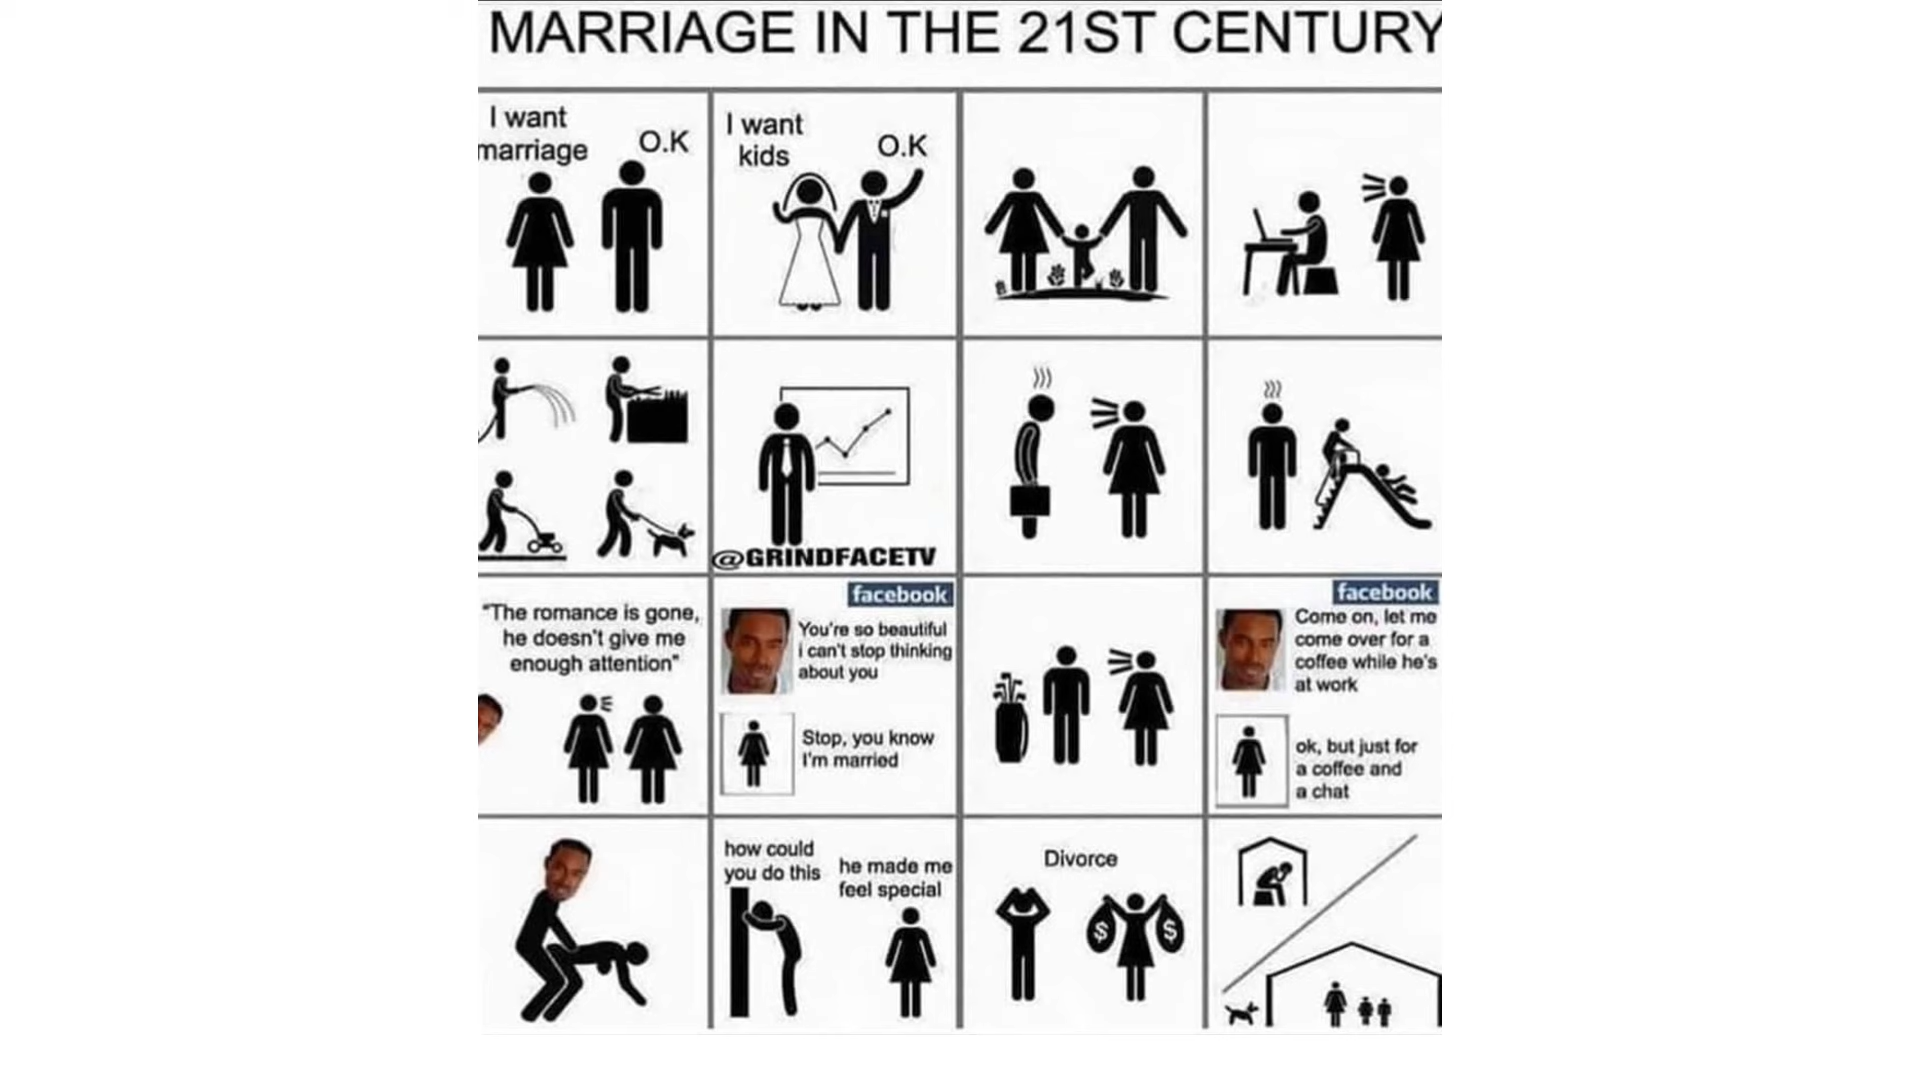 MARRIAGE IN THE 21ST CENTURY
I want
marriage
O.K
I want
kids
O.K
@GRINDFACETV
"The romance is gone,
he doesn't give me
enough attention"
facebook
You're so beautiful
i can't stop thinking
about you
Stop, you know
I'm married
facebook
Come on, let me
come over for a
coffee while he's
at work
ok, but just for
a coffee and
a chat
how could
you do this
he made me
feel special
Divorce
$
$